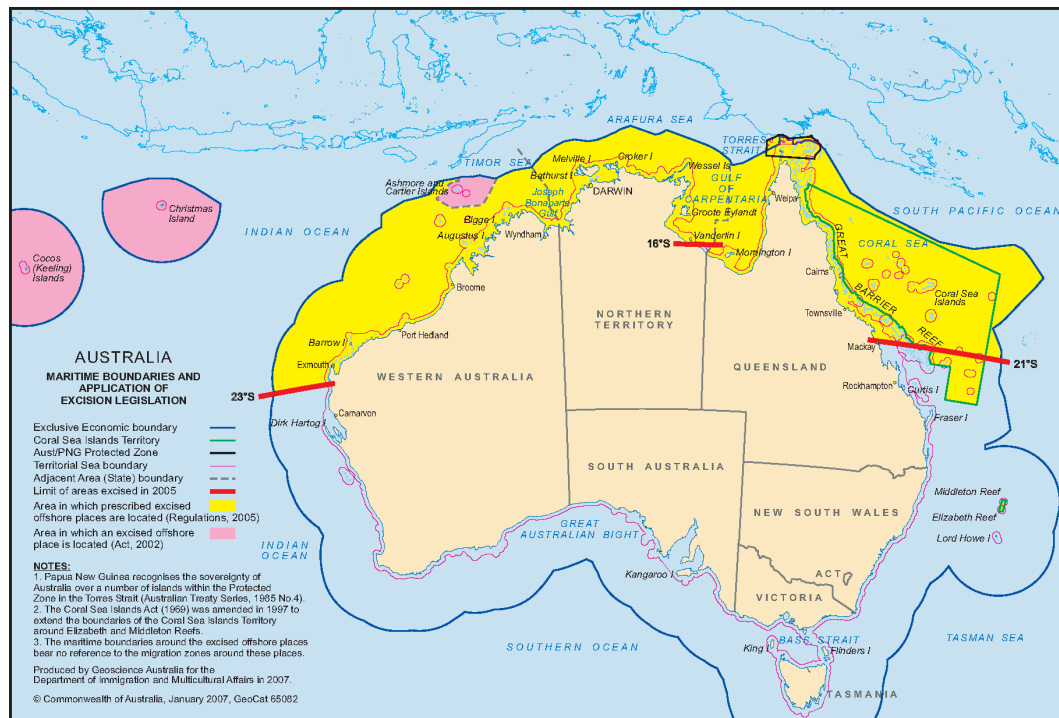 ARAFURA SEA
TORRES
STRAIT
TIMOR SEA
Melville I
Croker I
Wessel Is
Bathurst I
DARWIN
GULF
OF
CARPENTARIA
Ashmore and
Cartier Islands
Joseph
Bonaparte
Gulf
Weipa
Christmas
Island
Groote Eylandt
SOUTH PACIFIC OCEAN
Bigge I
INDIAN OCEAN
Augustus I
Wyndham
Vanderlin I
16°S
Mornington I
GREAT
BARRIER
REEF
CORAL SEA
Cocos
(Keeling)
Islands
Cairns
Broome
Coral Sea
Islands
Townsville
NORTHERN
TERRITORY
Port Hedland
Barrow I
Mackay
AUSTRALIA
MARITIME BOUNDARIES AND
APPLICATION OF
EXCISION LEGISLATION
Exmouth
WESTERN AUSTRALIA
QUEENSLAND
21°S
Rockhampton
Curtis I
23°S
Carnarvon
Dirk Hartog I
Fraser I
Exclusive Economic boundary
Coral Sea Islands Territory
Aust/PNG Protected Zone
Territorial Sea boundary
Adjacent Area (State) boundary
Limit of areas excised in 2005
Area in which prescribed excised
offshore places are located (Regulations, 2005)
Area in which an excised offshore
place is located (Act, 2002)
SOUTH AUSTRALIA
Middleton Reef
NEW SOUTH WALES
Elizabeth Reef
Lord Howe I
GREAT
AUSTRALIAN BIGHT
INDIAN
OCEAN
Kangaroo I
ACT
VICTORIA
NOTES:
1. Papua New Guinea recognises the sovereignty of
Australia over a number of islands within the Protected
Zone in the Torres Strait (Australian Treaty Series, 1985 No.4).
2. The Coral Sea Islands Act (1969) was amended in 1997 to
extend the boundaries of the Coral Sea Islands Territory
around Elizabeth and Middleton Reefs.
3. The maritime boundaries around the excised offshore places
bear no reference to the migration zones around these places.
Produced by Geoscience Australia for the
Department of Immigration and Multicultural Affairs in 2007.
© Commonwealth of Australia, January 2007, GeoCat 65082
SOUTHERN OCEAN
BASS STRAIT
King I
Flinders I
TASMAN SEA
TASMANIA